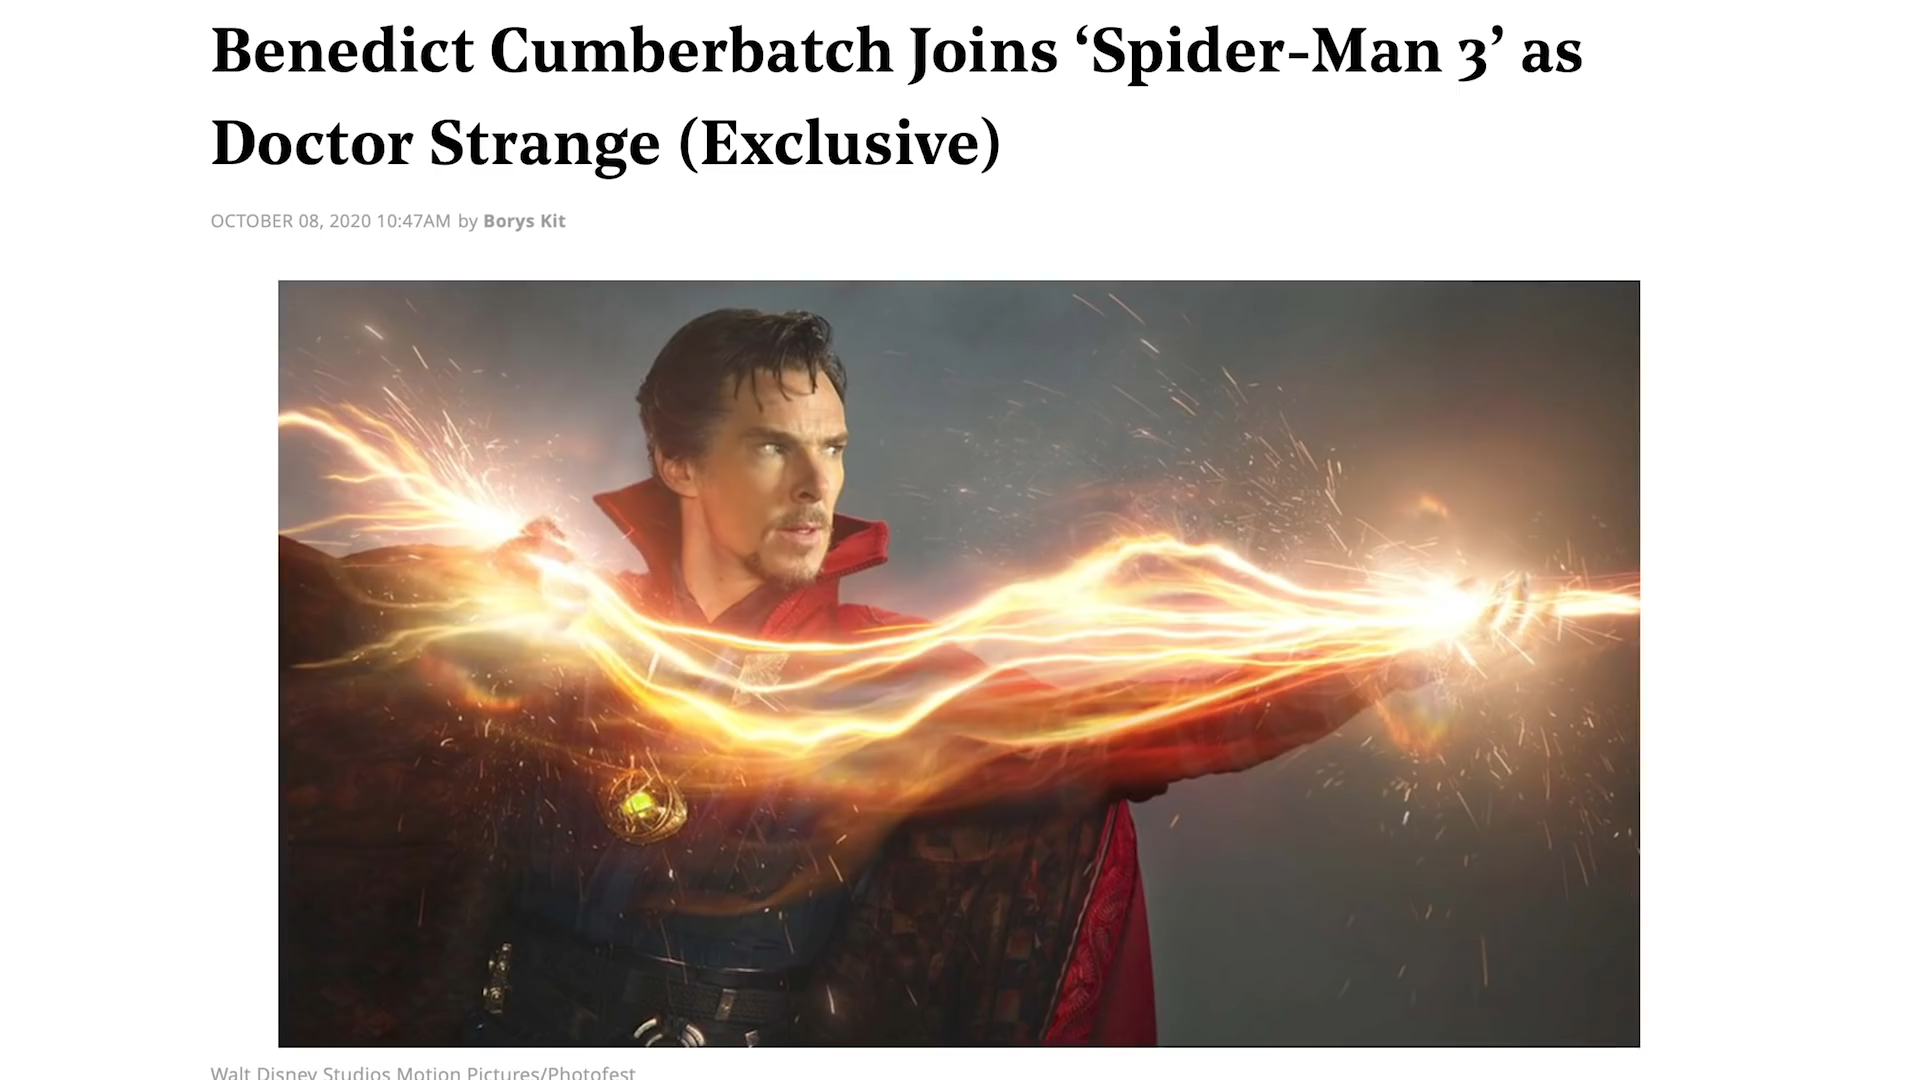 Benedict Cumberbatch Joins ‘Spider-Man 3’ as
Doctor Strange (Exclusive)
OCTOBER 08, 2020 10:47AM by Borys Kit
Walt Disney Studios Motion Pictures/Photofest